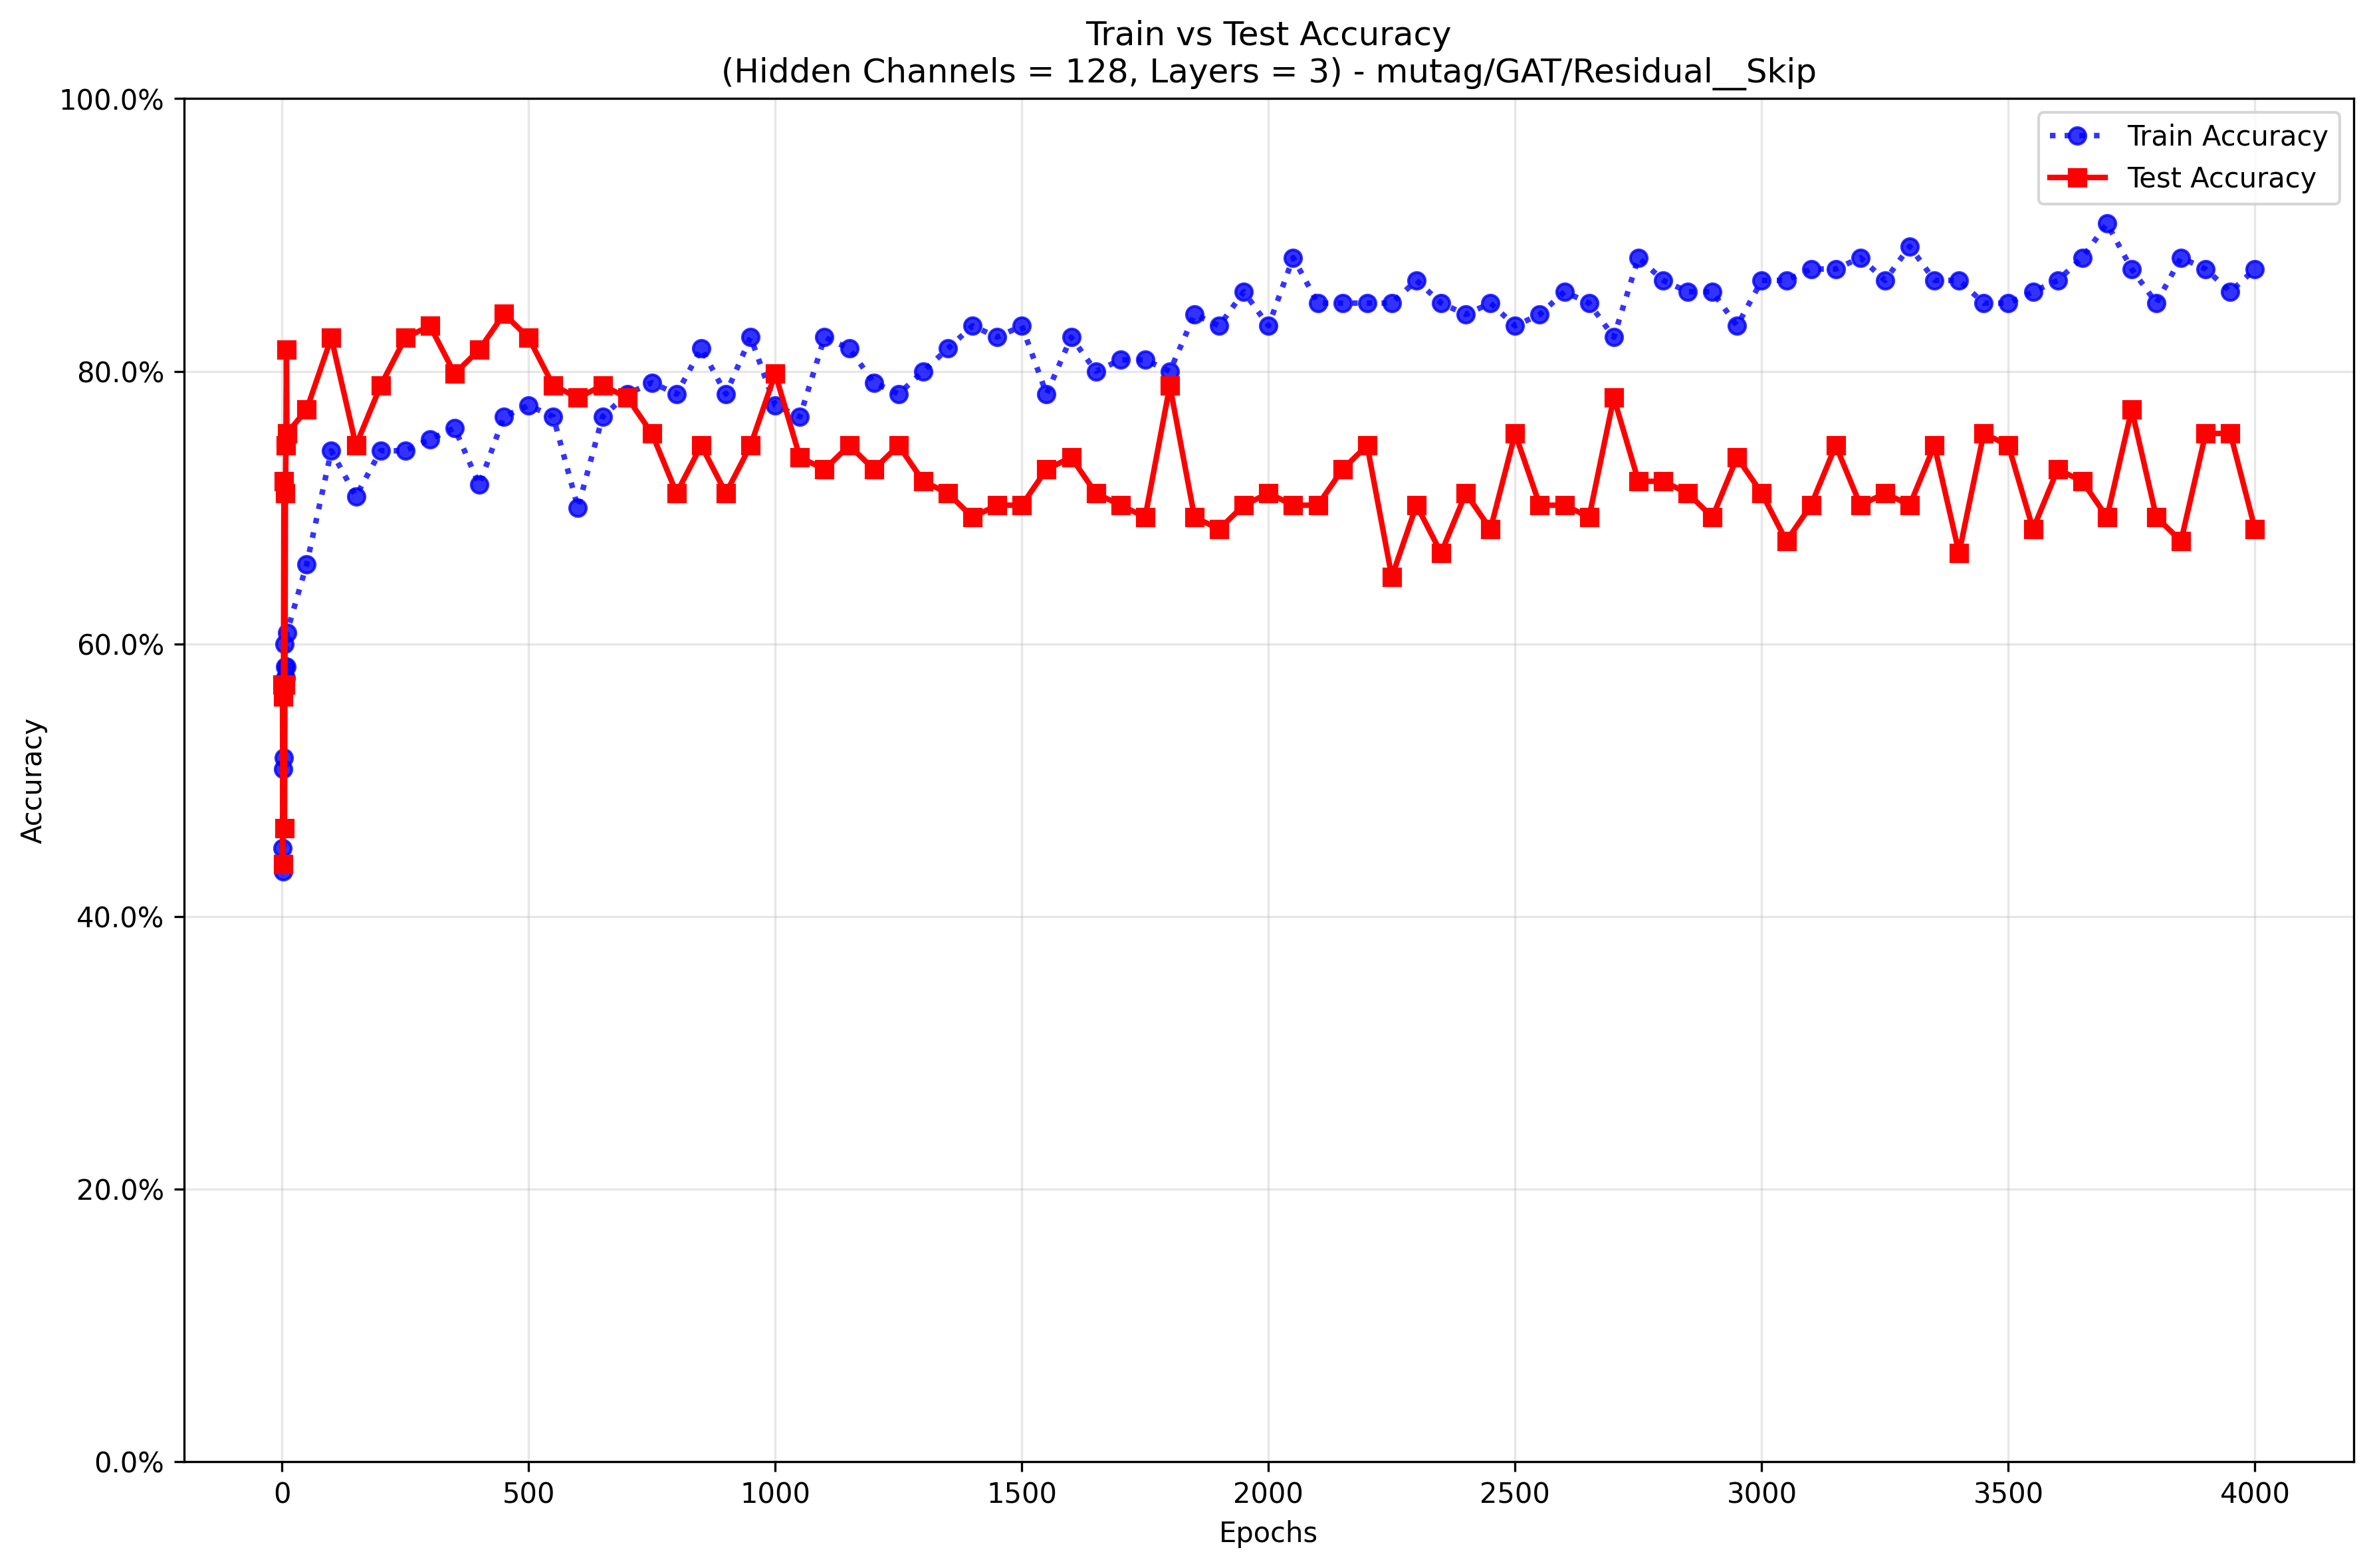 Train vs Test Accuracy
(Hidden Channels = 128, Layers = 3) - mutag/GAT/Residual__Skip
Train Accuracy
Test Accuracy
100.0%
80.0%
60.0%
40.0%
20.0%
0.0%
Accuracy
0 500 1000 1500 2000 2500 3000 3500 4000
Epochs